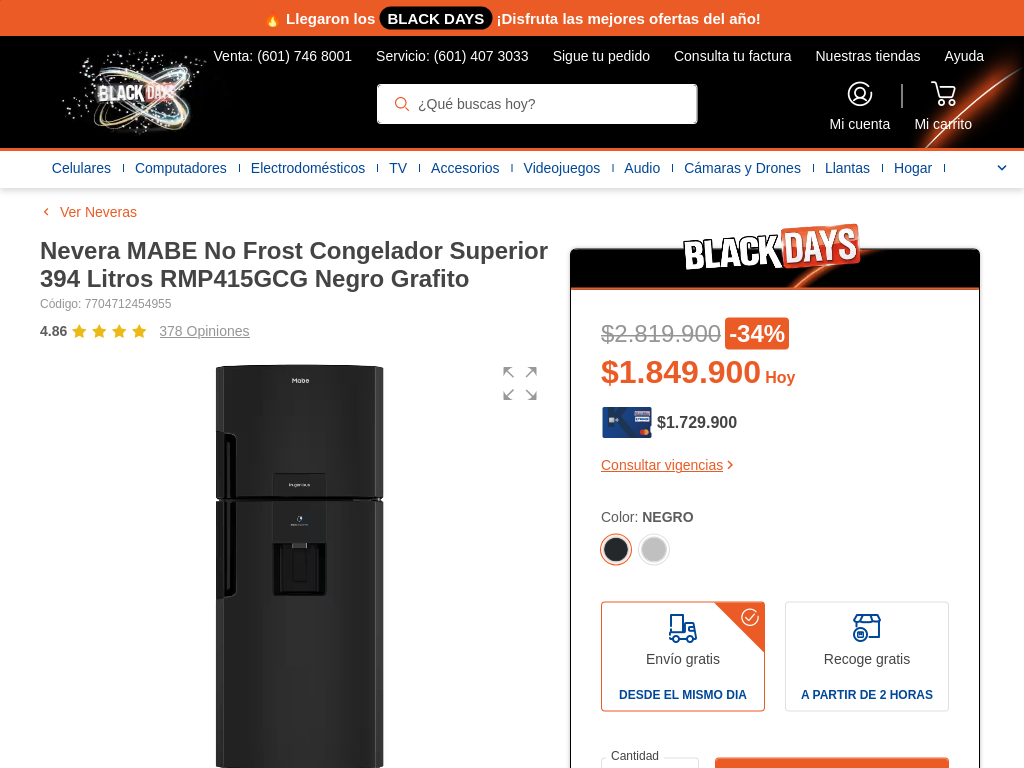 🔥 Llegaron los BLACK DAYS ¡Disfruta las mejores ofertas del año!
Venta: (601) 746 8001
Servicio: (601) 407 3033
Sigue tu pedido
Consulta tu factura
Nuestras tiendas
Ayuda
BLACK DAYS
¿Qué buscas hoy?
Mi cuenta
Mi carrito
Celulares
Computadores
Electrodomésticos
TV
Accesorios
Videojuegos
Audio
Cámaras y Drones
Llantas
Hogar
Ver Neveras
Nevera MABE No Frost Congelador Superior
394 Litros RMP415GCG Negro Grafito
Código: 7704712454955
4.86
378 Opiniones
Mabe
BLACK DAYS
$2.819.900 -34%
$1.849.900 Hoy
$1.729.900
Consultar vigencias
Color: NEGRO
Envío gratis
DESDE EL MISMO DIA
Recoge gratis
A PARTIR DE 2 HORAS
Cantidad